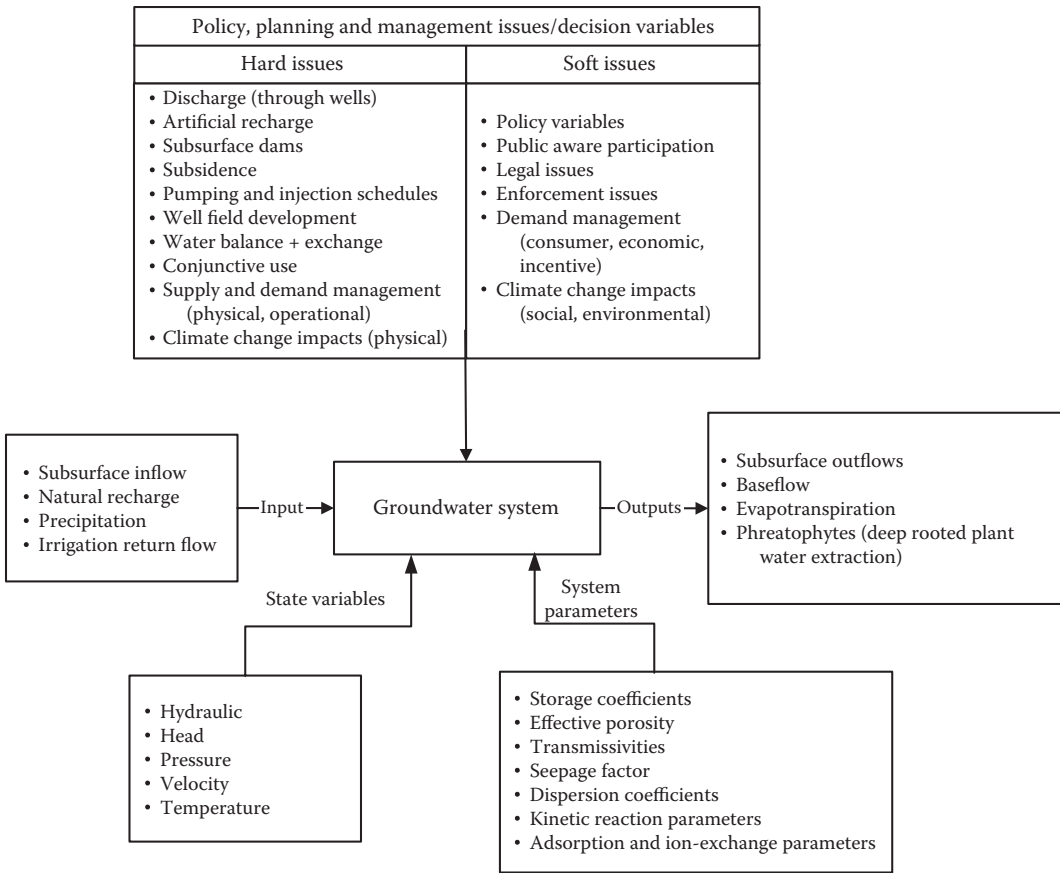 Policy, planning and management issues/decision variables
Hard issues
• Discharge (through wells)
• Artificial recharge
• Subsurface dams
• Subsidence
• Pumping and injection schedules
• Well field development
• Water balance + exchange
• Conjunctive use
• Supply and demand management
(physical, operational)
• Climate change impacts (physical)
Soft issues
• Policy variables
• Public aware participation
• Legal issues
• Enforcement issues
• Demand management
(consumer, economic,
incentive)
• Climate change impacts
(social, environmental)
• Subsurface inflow
• Natural recharge
• Precipitation
• Irrigation return flow
Input
Groundwater system
Outputs
• Subsurface outflows
• Baseflow
• Evapotranspiration
• Phreatophytes (deep rooted plant
water extraction)
State variables
System
parameters
• Hydraulic
• Head
• Pressure
• Velocity
• Temperature
• Storage coefficients
• Effective porosity
• Transmissivities
• Seepage factor
• Dispersion coefficients
• Kinetic reaction parameters
• Adsorption and ion-exchange parameters